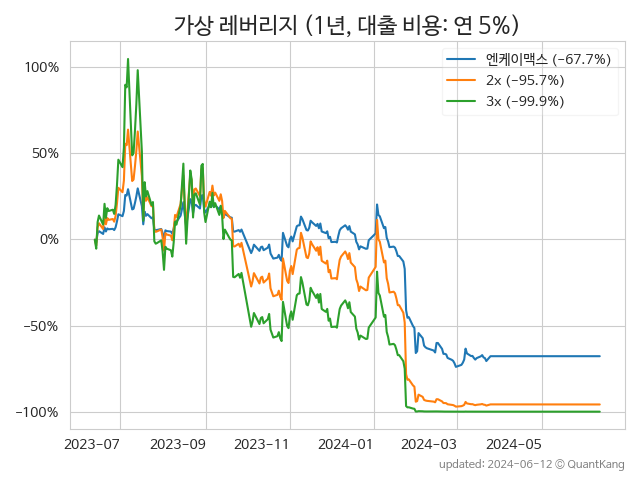 가상 레버리지 (1년, 대출 비용: 연 5%)
엔케이맥스 (−67.7%)
2x (−95.7%)
3x (−99.9%)
100%
50%
0%
−50%
−100%
2023-07 2023-09 2023-11 2024-01 2024-03 2024-05
updated: 2024-06-12 © QuantKang